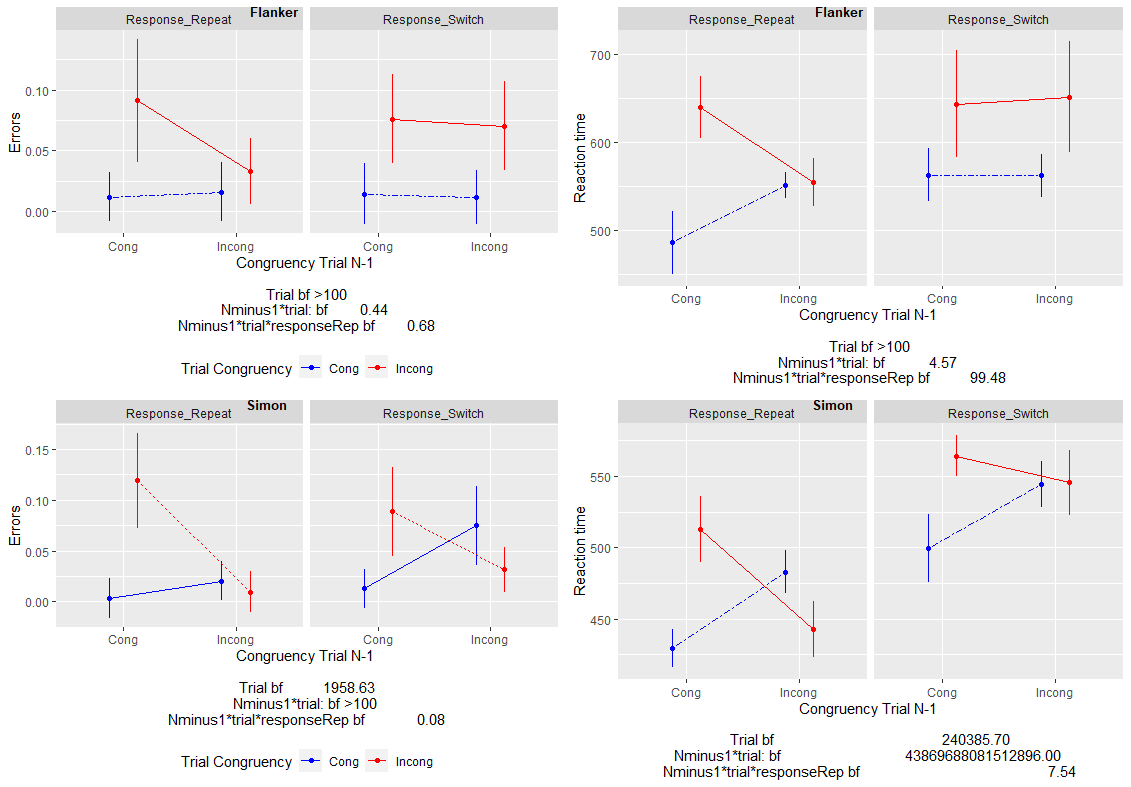 Flanker
Response_Repeat Response_Switch
Errors
0.10
0.05
0.00
Cong Incong Cong Incong
Congruency Trial N-1
Trial bf >100
Nminus1*trial: bf 0.44
Nminus1*trial*responseRep bf 0.68
Trial Congruency Cong Incong
Flanker
Response_Repeat Response_Switch
Reaction time
700
600
500
Cong Incong Cong Incong
Congruency Trial N-1
Trial bf >100
Nminus1*trial: bf 4.57
Nminus1*trial*responseRep bf 99.48
Simon
Response_Repeat Response_Switch
Errors
0.15
0.10
0.05
0.00
Cong Incong Cong Incong
Congruency Trial N-1
Trial bf 1958.63
Nminus1*trial: bf >100
Nminus1*trial*responseRep bf 0.08
Trial Congruency Cong Incong
Simon
Response_Repeat Response_Switch
Reaction time
550
500
450
Cong Incong Cong Incong
Congruency Trial N-1
Trial bf 240385.70
Nminus1*trial: bf 43869688081512896.00
Nminus1*trial*responseRep bf 7.54